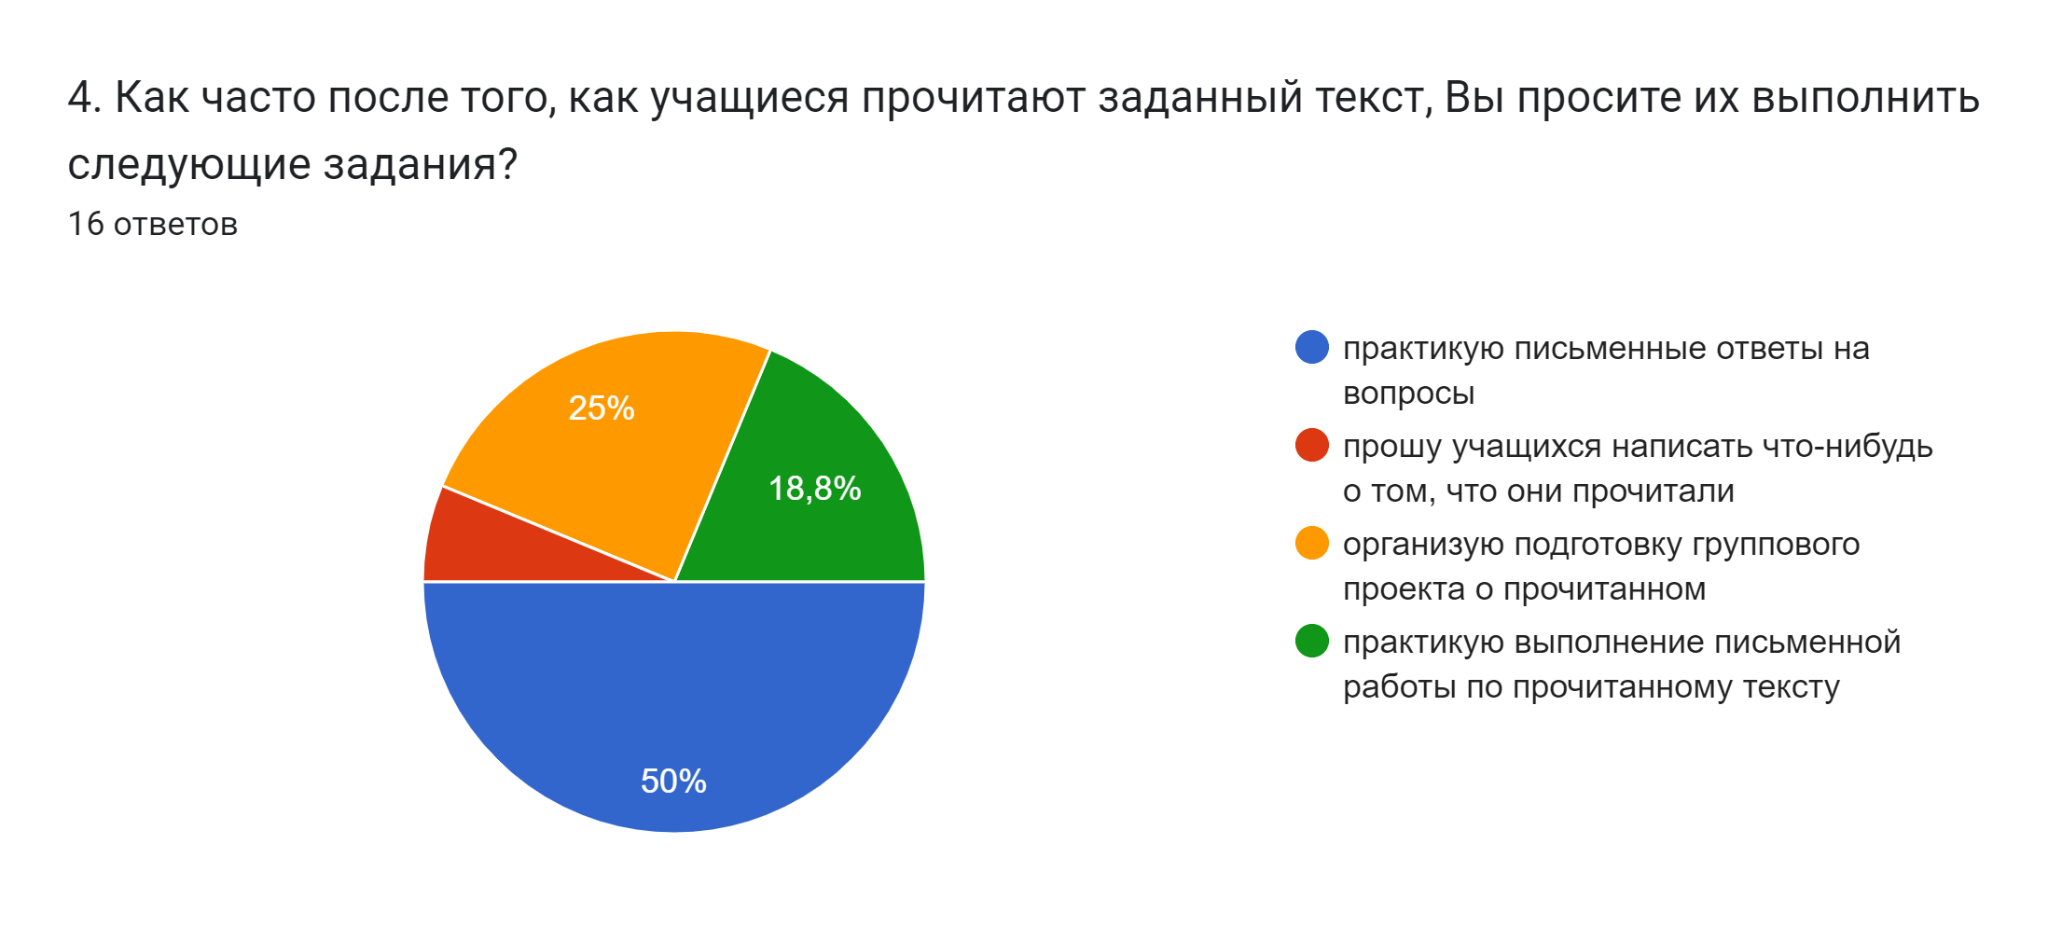 4. Как часто после того, как учащиеся прочитают заданный текст, Вы просите их выполнить
следующие задания?
16 ответов
25%
18,8%
50%
практикую письменные ответы на
вопросы
прошу учащихся написать что-нибудь
о том, что они прочитали
организую подготовку группового
проекта о прочитанном
практикую выполнение письменной
работы по прочитанному тексту